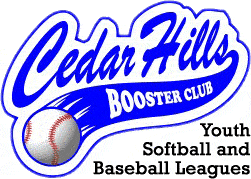 Cedar Hills
BOOSTER CLUB
Youth
Softball and
Baseball Leagues